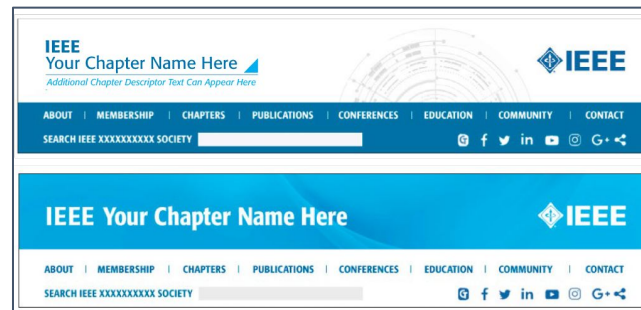 IEEE
Your Chapter Name Here
Additional Chapter Descriptor Text Can Appear Here
IEEE
ABOUT | MEMBERSHIP | CHAPTERS | PUBLICATIONS | CONFERENCES | EDUCATION | COMMUNITY | CONTACT
SEARCH IEEE XXXXXXXXXX SOCIETY
f in G+
IEEE Your Chapter Name Here
IEEE
ABOUT | MEMBERSHIP | CHAPTERS | PUBLICATIONS | CONFERENCES | EDUCATION | COMMUNITY | CONTACT
SEARCH IEEE XXXXXXXXXX SOCIETY
f in G+